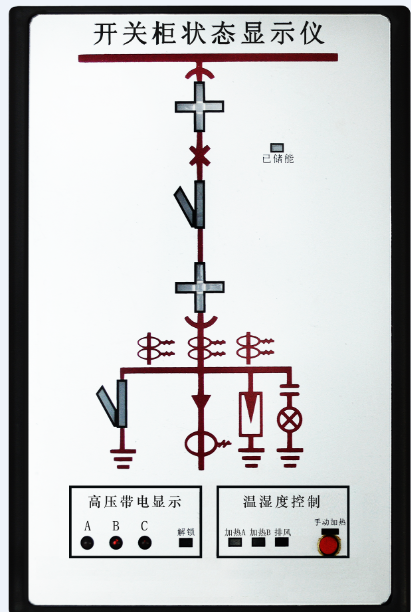 开关柜状态显示仪
已储能
高压带电显示
A B C
解锁
温湿度控制
手动加热
加热A 加热B 排风